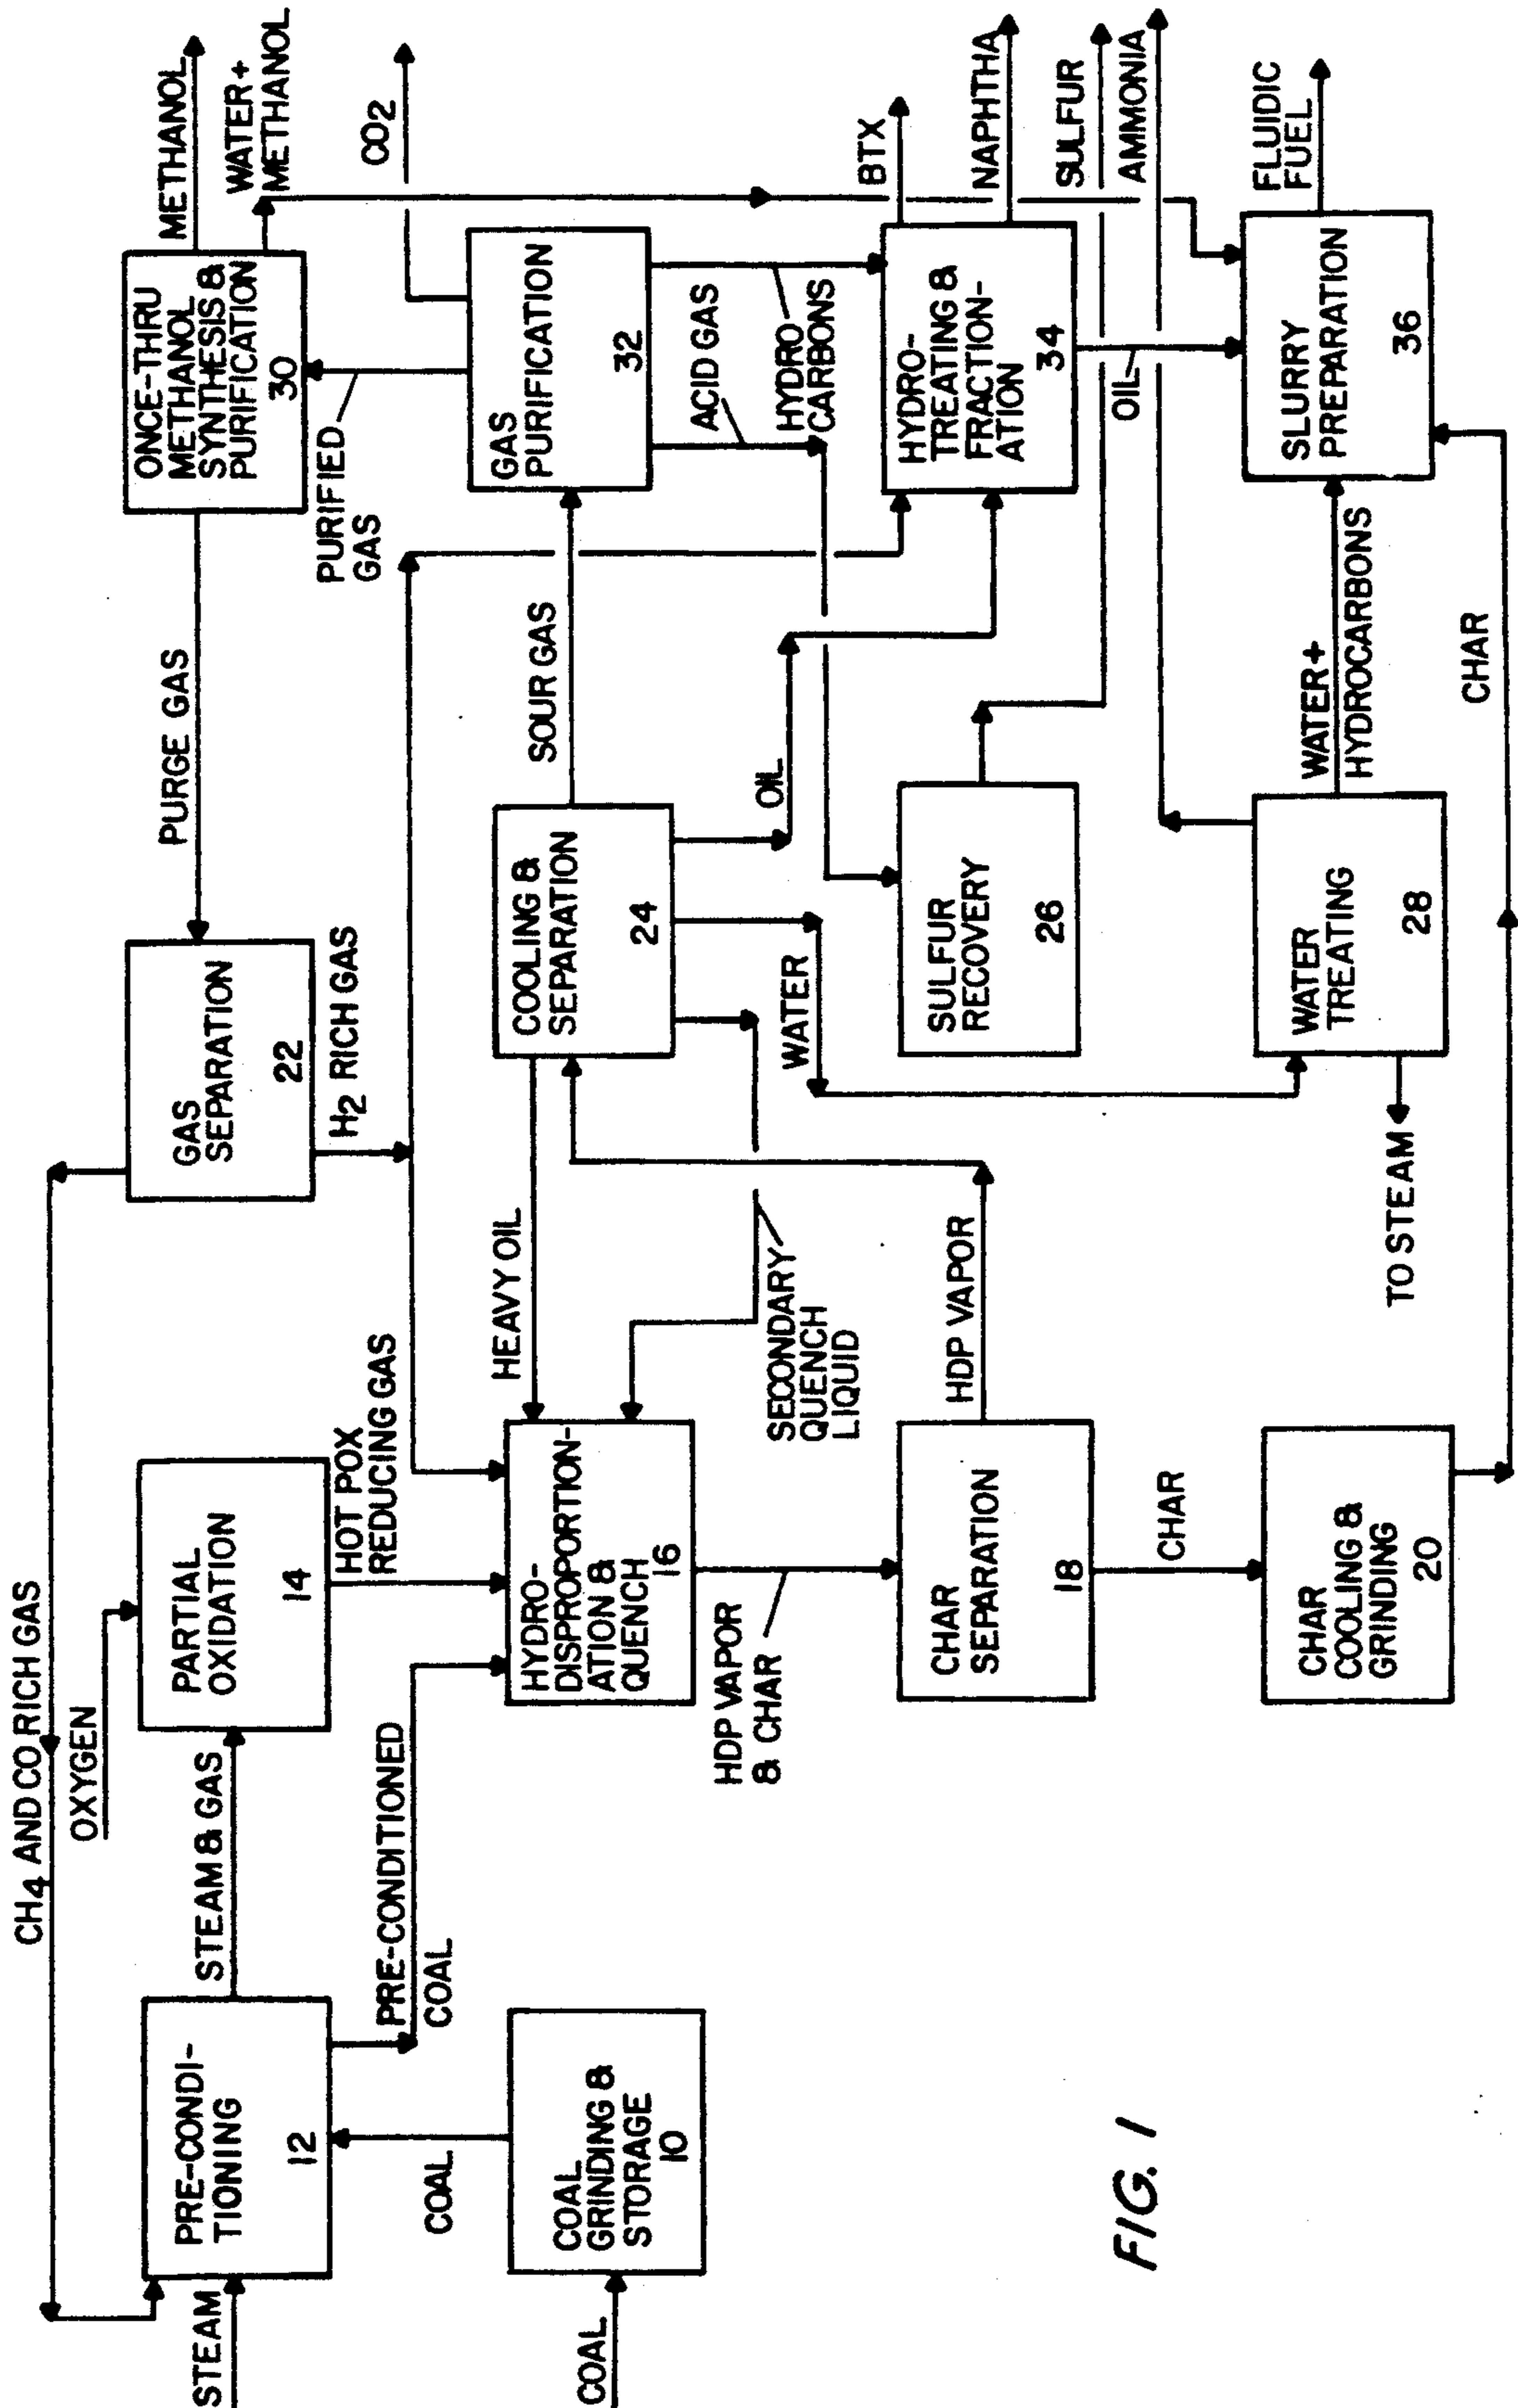 CH4 AND CO RICH GAS
STEAM
PRE-CONDI-
TIONING
12
STEAM & GAS
OXYGEN
PARTIAL
OXIDATION
14
GAS
SEPARATION
22
PURGE GAS
ONCE-THRU
METHANOL
SYNTHESIS &
PURIFICATION
30
METHANOL
WATER+
METHANOL
COAL
PRE-CONDITIONED
COAL
HOT POX
REDUCING GAS
H2 RICH GAS
PURIFIED
GAS
CO2
COAL
COAL
GRINDING &
STORAGE
10
HYDRO-
DISPROPORTION-
ATION &
QUENCH
16
HEAVY OIL
COOLING &
SEPARATION
24
SOUR GAS
GAS
PURIFICATION
32
HDP VAPOR
& CHAR
SECONDARY
QUENCH
LIQUID
WATER
OIL
ACID GAS
HYDRO
CARBONS
BTX
CHAR
SEPARATION
18
HDP VAPOR
SULFUR
RECOVERY
26
HYDRO-
TREATING &
FRACTION-
ATION
34
NAPHTHA
SULFUR
AMMONIA
CHAR
OIL
CHAR
COOLING &
GRINDING
20
TO STEAM
WATER
TREATING
28
WATER+
HYDROCARBONS
SLURRY
PREPARATION
36
FLUIDIC
FUEL
CHAR
FIG. 1